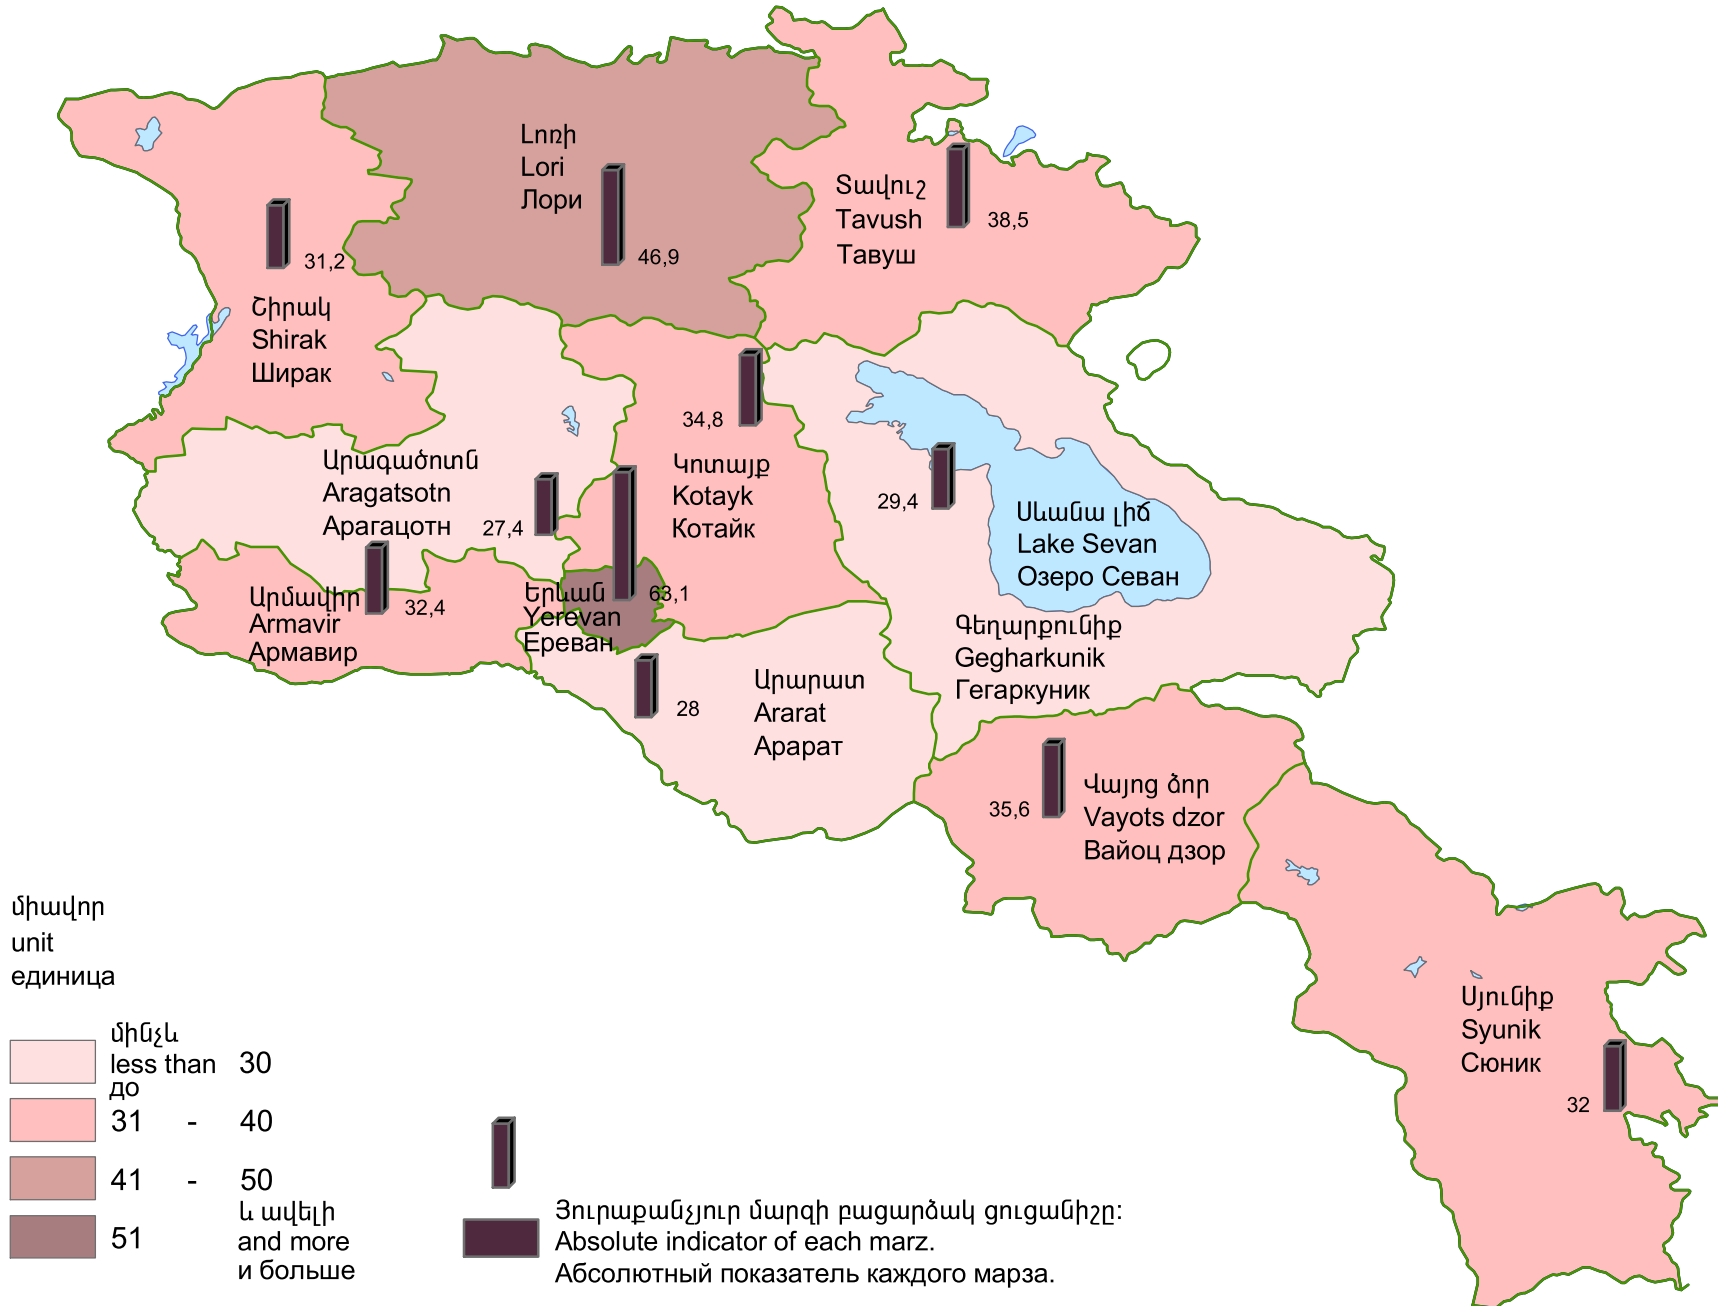 Լոռի
Lori
Лори
46,9
Տավուշ
Tavush
Тавуш
38,5
31,2
Շիրակ
Shirak
Ширак
34,8
Կոտայք
Kotayk
Котайк
Արագածոտն
Aragatsotn
Арагацотн
27,4
29,4
Սևանա լիճ
Lake Sevan
Озеро Севан
Գեղարքունիք
Gegharkunik
Гегаркуник
Արմավիր
Armavir
Армавир
32,4
Երևան
Yerevan
Ереван
63,1
28
Արարատ
Ararat
Арарат
35,6
Վայոց ձոր
Vayots dzor
Вайоц дзор
Սյունիք
Syunik
Сюник
32
միավոր
unit
единица
մինչև
less than 30
до
31 - 40
41 - 50
և ավելի
51 and more
и больше
Յուրաքանչյուր մարզի բացարձակ ցուցանիշը:
Absolute indicator of each marz.
Абсолютный показатель каждого марза.